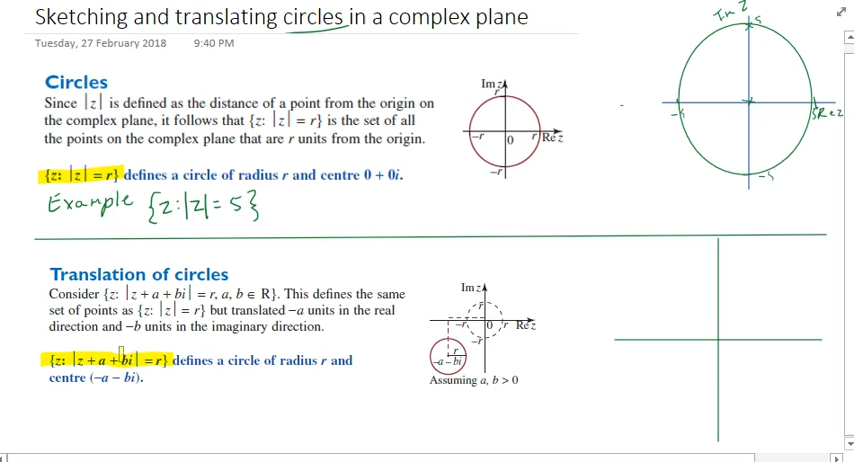 Sketching and translating circles in a complex plane
Tuesday, 27 February 2018 9:40 PM
Circles
Since |z| is defined as the distance of a point from the origin on
the complex plane, it follows that {z: |z| = r} is the set of all
the points on the complex plane that are r units from the origin.
{z: |z| = r} defines a circle of radius r and centre 0 + 0i.
Example {z:|z|= 5}
Im z
r
-r
0
r
Re z
-r
Im z
5
-5
5
Re z
-5
Translation of circles
Consider {z: |z + a + bi| = r, a, b ∈ R}. This defines the same
set of points as {z: |z| = r} but translated –a units in the real
direction and –b units in the imaginary direction.
{z: |z + a + bi| = r} defines a circle of radius r and
centre (–a – bi).
Im z
r
-r
0
r
Re z
-r
r
-a - bi
Assuming a, b > 0